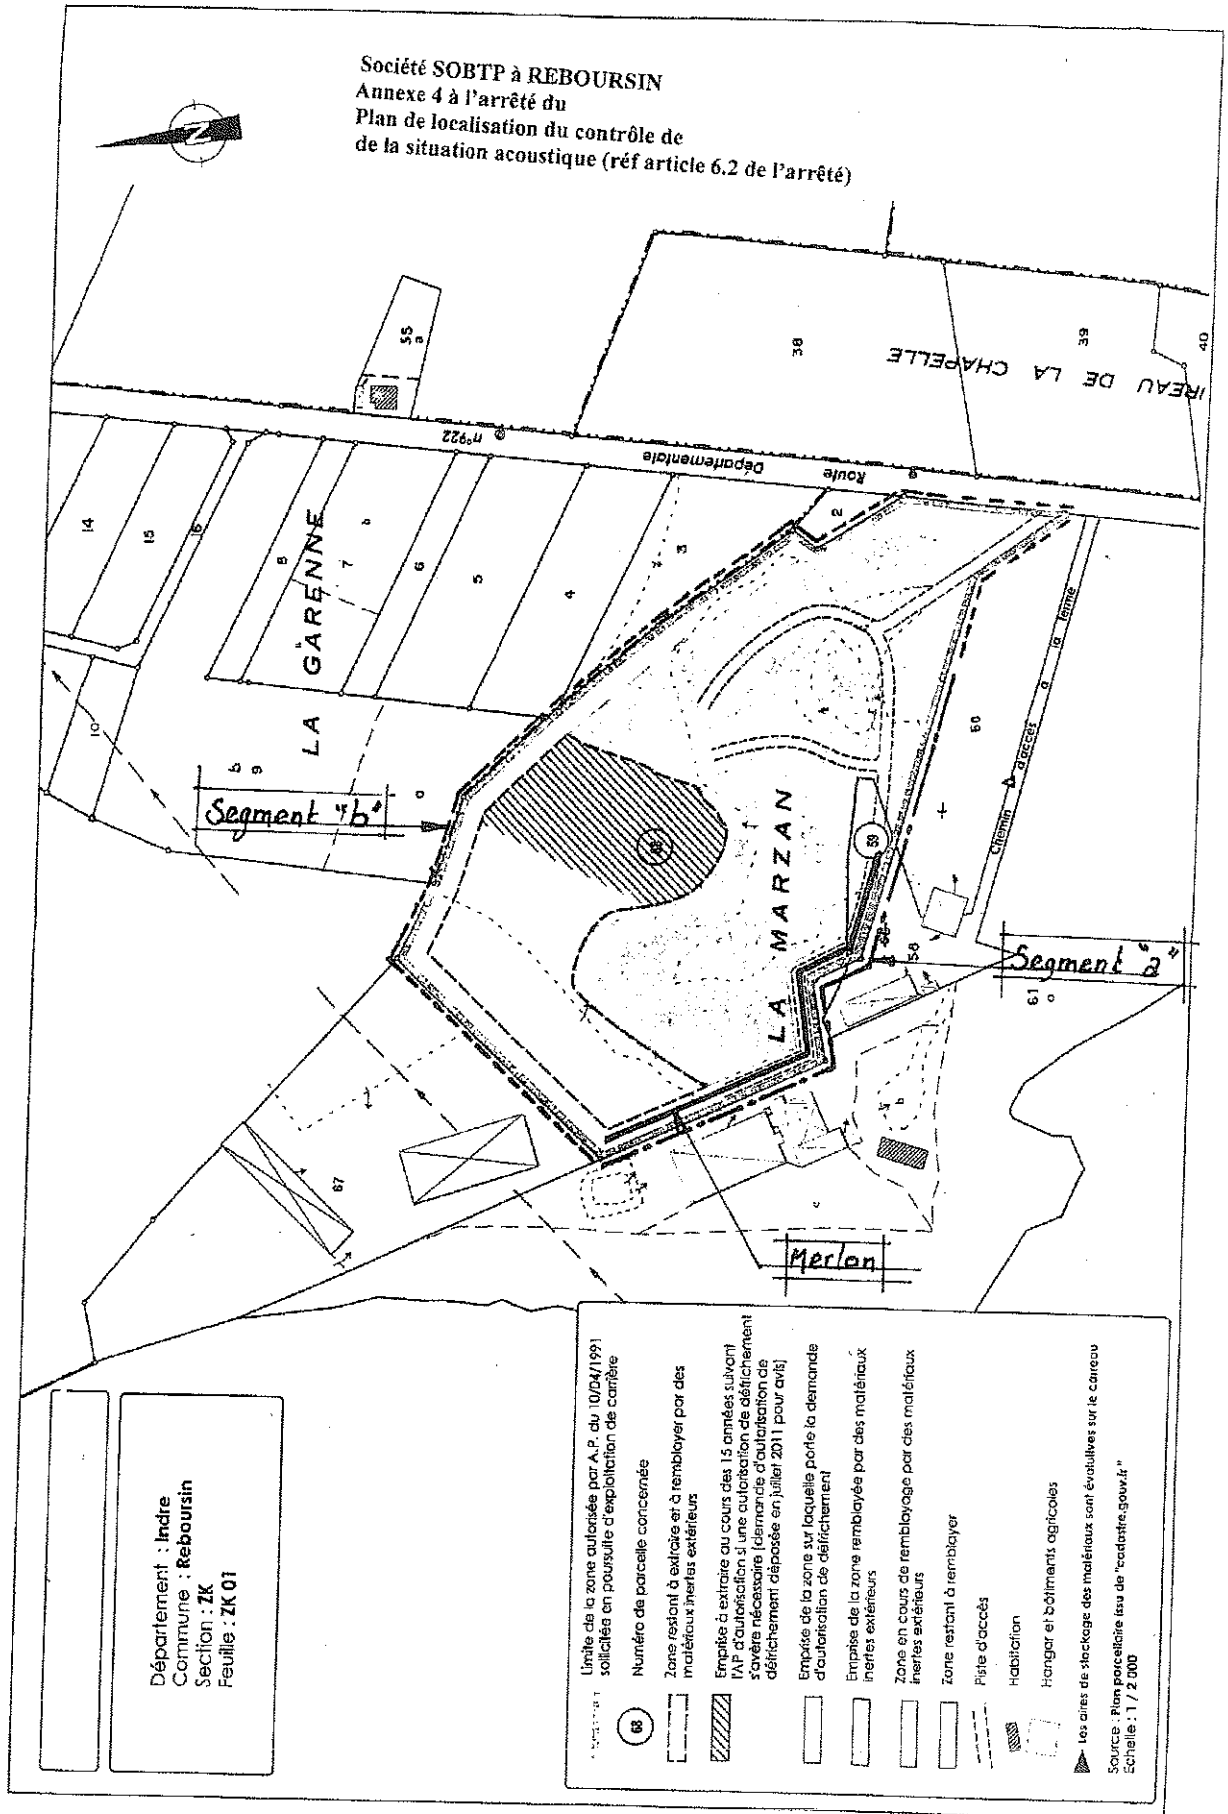 Société SOBTP à REBOURSIN
Annexe 4 à l'arrêté du
Plan de localisation du contrôle de
de la situation acoustique (réf article 6.2 de l'arrêté)
N
55
a
38
39
40
IREAU DE LA CHAPELLE
Route Départementale n°922
14
15
16
8
7
b
6
5
4
3
2
10
LA GARENNE
b
9
a
Segment "b"
68
LA MARZAN
59
60
Chemin d'accès à la ferme
58
Segment "a"
61
a
67
b
c
Merlon
Département : Indre
Commune : Reboursin
Section : ZK
Feuille : ZK 01
Limite de la zone autorisée par A.P. du 10/04/1991
sollicitée en poursuite d'exploitation de carrière
68
Numéro de parcelle concernée
Zone restant à extraire et à remblayer par des
matériaux inertes extérieurs
Emprise à extraire au cours des 15 années suivant
l'AP d'autorisation si une autorisation de défrichement
s'avère nécessaire (demande d'autorisation de
défrichement déposée en juillet 2011 pour avis)
Emprise de la zone sur laquelle porte la demande
d'autorisation de défrichement
Emprise de la zone remblayée par des matériaux
inertes extérieurs
Zone en cours de remblayage par des matériaux
inertes extérieurs
Zone restant à remblayer
Piste d'accès
Habitation
Hangar et bâtiments agricoles
Les aires de stockage des matériaux sont évolutives sur le carreau
Source : Plan parcellaire issu de "cadastre.gouv.fr"
Echelle : 1 / 2 000